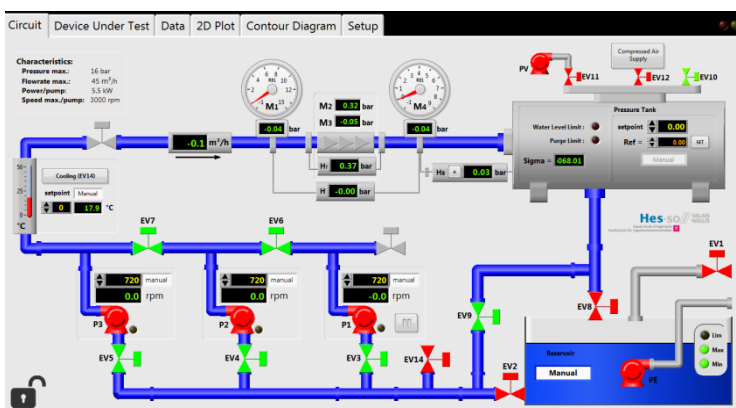 Circuit Device Under Test Data 2D Plot Contour Diagram Setup
Characteristics:
Pressure max.: 16 bar
Flowrate max.: 45 m³/h
Power/pump: 5.5 kW
Speed max./pump: 3000 rpm
M1
-0.04 bar
M2 0.32 bar
M3 -0.05 bar
M4
-0.04 bar
-0.1 m³/h
Hr 0.37 bar
H -0.00 bar
Hs + 0.03 bar
PV
EV11
Compressed Air
Supply
EV12
EV10
Pressure Tank
Water Level Limit :
Purge Limit :
setpoint 0.00
Ref = 0.00 SET
Manual
Sigma = -068.01
50-
25-
0-
°C
Cooling (EV14)
setpoint Manual
0 17.9 °C
EV7
EV6
720 manual
0.0 rpm
P3
720 manual
0.0 rpm
P2
720 manual
-0.0 rpm
P1
EV5
EV4
EV3
EV14
EV9
EV2
EV8
EV1
Hes·so // VALAIS
WALLIS
Reservoir
Manual
PE
Lim
Max
Min